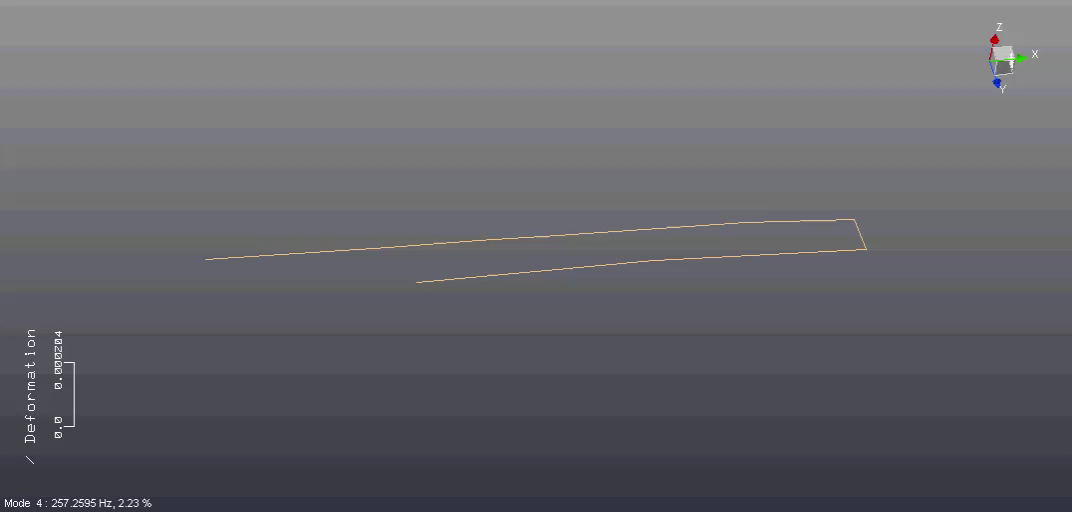 Z
X
Y
/ Deformation
0.0 0.000204
Mode 4 : 257.2595 Hz, 2.23 %